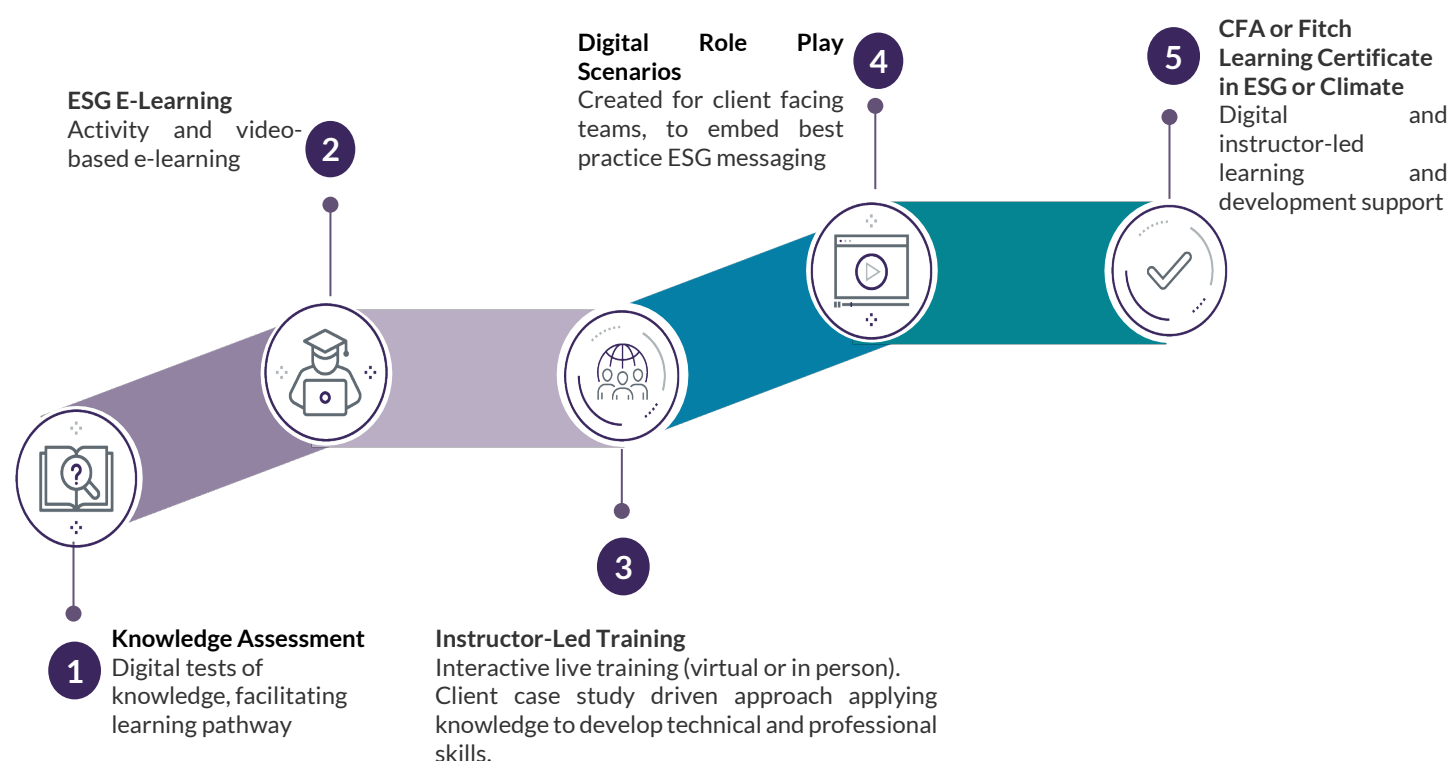 1
Knowledge Assessment
Digital tests of
knowledge, facilitating
learning pathway
2
ESG E-Learning
Activity and video-
based e-learning
3
Instructor-Led Training
Interactive live training (virtual or in person).
Client case study driven approach applying
knowledge to develop technical and professional
skills.
4
Digital Role Play
Scenarios
Created for client facing
teams, to embed best
practice ESG messaging
5
CFA or Fitch
Learning Certificate
in ESG or Climate
Digital and
instructor-led
learning and
development support
?